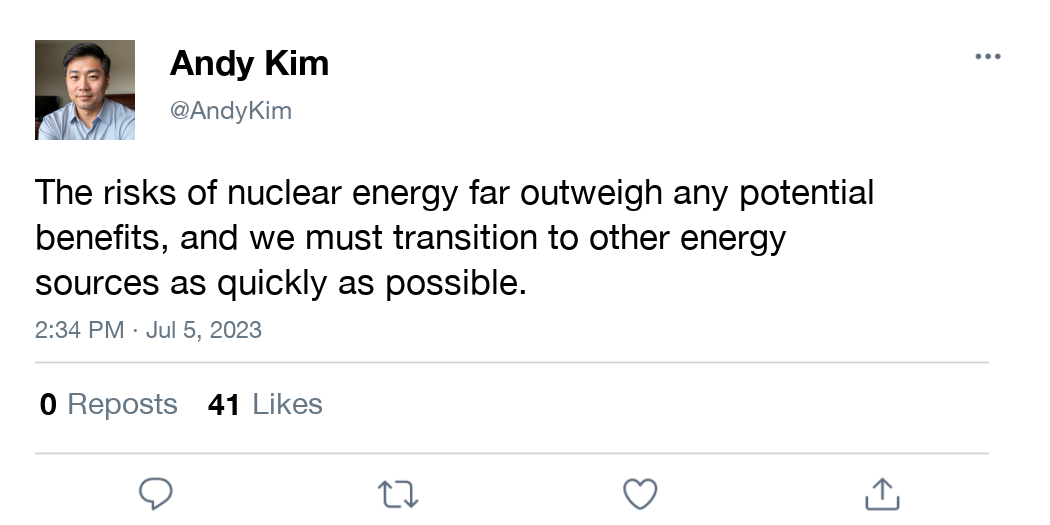 Andy Kim
@AndyKim
The risks of nuclear energy far outweigh any potential
benefits, and we must transition to other energy
sources as quickly as possible.
2:34 PM · Jul 5, 2023
0 Reposts 41 Likes